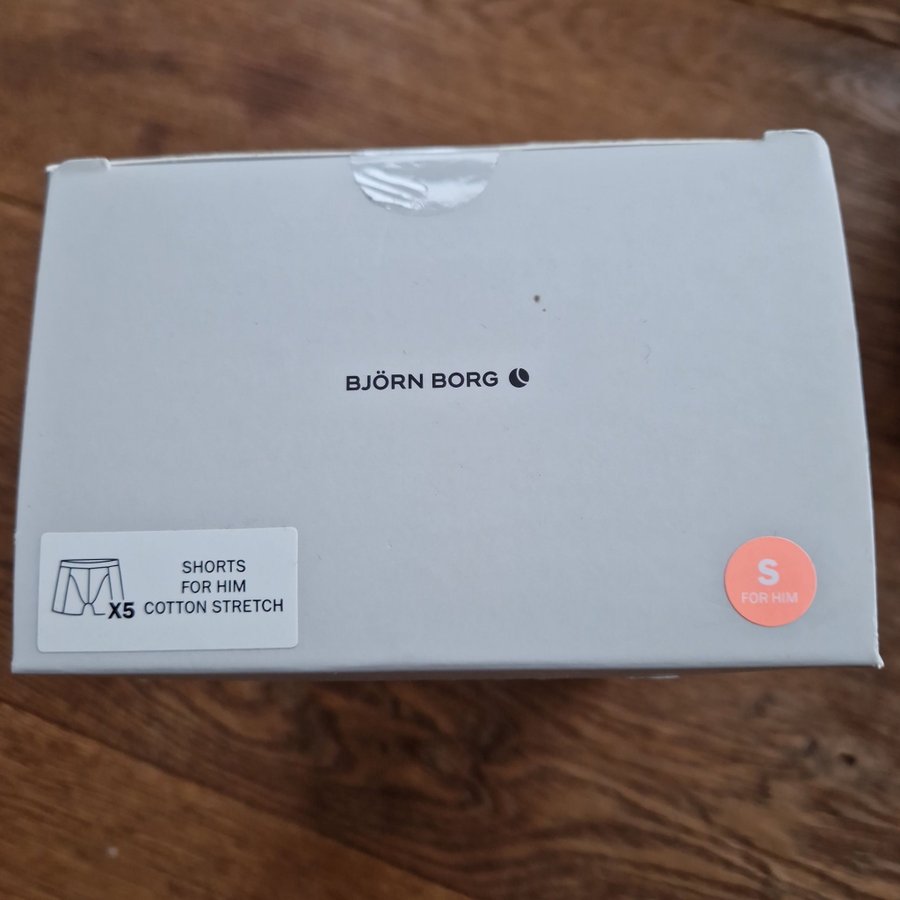 BJÖRN BORG
SHORTS
FOR HIM
X5 COTTON STRETCH
S
FOR HIM